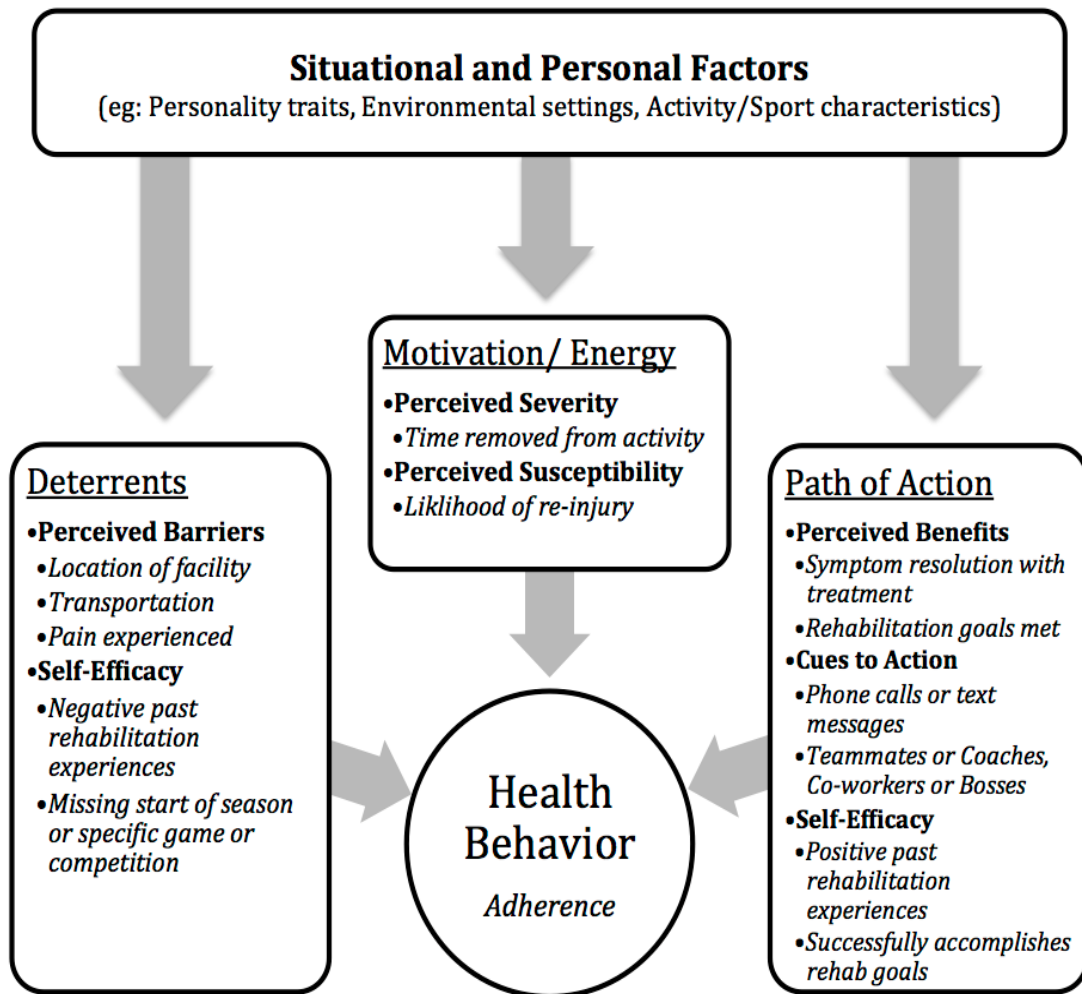 Situational and Personal Factors
(eg: Personality traits, Environmental settings, Activity/Sport characteristics)
Motivation/ Energy
•Perceived Severity
•Time removed from activity
•Perceived Susceptibility
•Liklihood of re-injury
Deterrents
•Perceived Barriers
•Location of facility
•Transportation
•Pain experienced
•Self-Efficacy
•Negative past
rehabilitation
experiences
•Missing start of season
or specific game or
competition
Path of Action
•Perceived Benefits
•Symptom resolution with
treatment
•Rehabilitation goals met
•Cues to Action
•Phone calls or text
messages
•Teammates or Coaches,
Co-workers or Bosses
•Self-Efficacy
•Positive past
rehabilitation
experiences
•Successfully accomplishes
rehab goals
Health
Behavior
Adherence